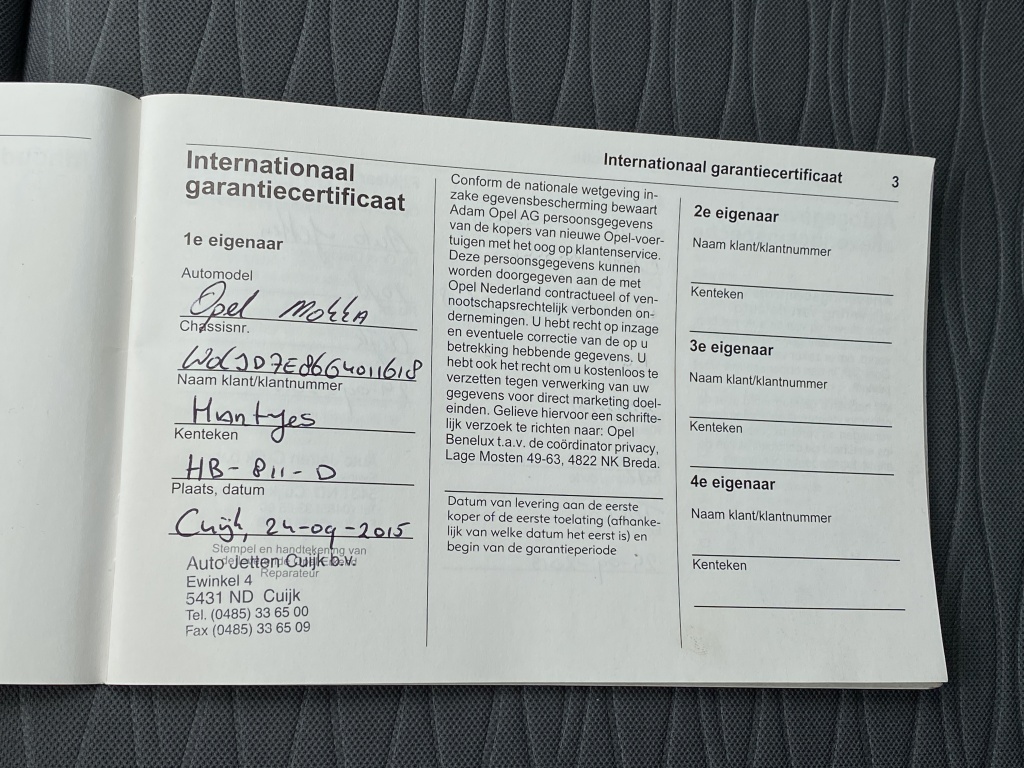 Internationaal garantiecertificaat 3
Internationaal
garantiecertificaat
1e eigenaar
Automodel
Opel MOKKA
Chassisnr.
W0LJD7E86G4011618
Naam klant/klantnummer
Kenteken
HB-811-D
Plaats, datum
Cuijk, 24-09-2015
Stempel en handtekening van
Auto Jetten Cuijk b.v.
Reparateur
Ewinkel 4
5431 ND Cuijk
Tel. (0485) 33 65 00
Fax (0485) 33 65 09
Conform de nationale wetgeving in-
zake egevensbescherming bewaart
Adam Opel AG persoonsgegevens
van de kopers van nieuwe Opel-voer-
tuigen met het oog op klantenservice.
Deze persoonsgegevens kunnen
worden doorgegeven aan de met
Opel Nederland contractueel of ven-
nootschapsrechtelijk verbonden on-
dernemingen. U hebt recht op inzage
en eventuele correctie van de op u
betrekking hebbende gegevens. U
hebt ook het recht om u kostenloos te
verzetten tegen verwerking van uw
gegevens voor direct marketing doel-
einden. Gelieve hiervoor een schrifte-
lijk verzoek te richten naar: Opel
Benelux t.a.v. de coördinator privacy,
Lage Mosten 49-63, 4822 NK Breda.
Datum van levering aan de eerste
koper of de eerste toelating (afhanke-
lijk van welke datum het eerst is) en
begin van de garantieperiode
2e eigenaar
Naam klant/klantnummer
Kenteken
3e eigenaar
Naam klant/klantnummer
Kenteken
4e eigenaar
Naam klant/klantnummer
Kenteken